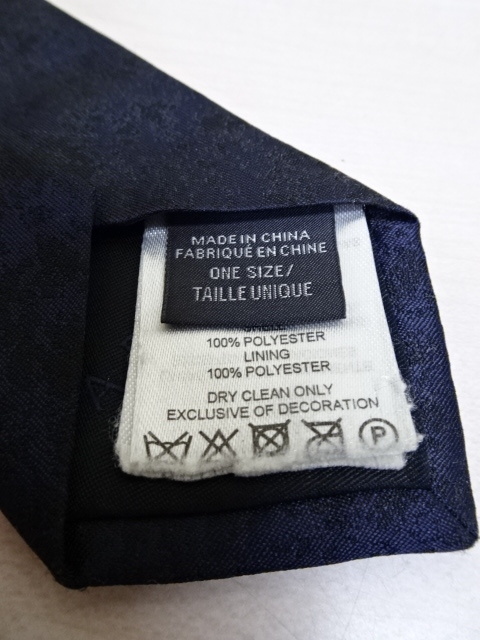 MADE IN CHINA
FABRIQUÉ EN CHINE
ONE SIZE/
TAILLE UNIQUE
100% POLYESTER
LINING
100% POLYESTER
DRY CLEAN ONLY
EXCLUSIVE OF DECORATION
P